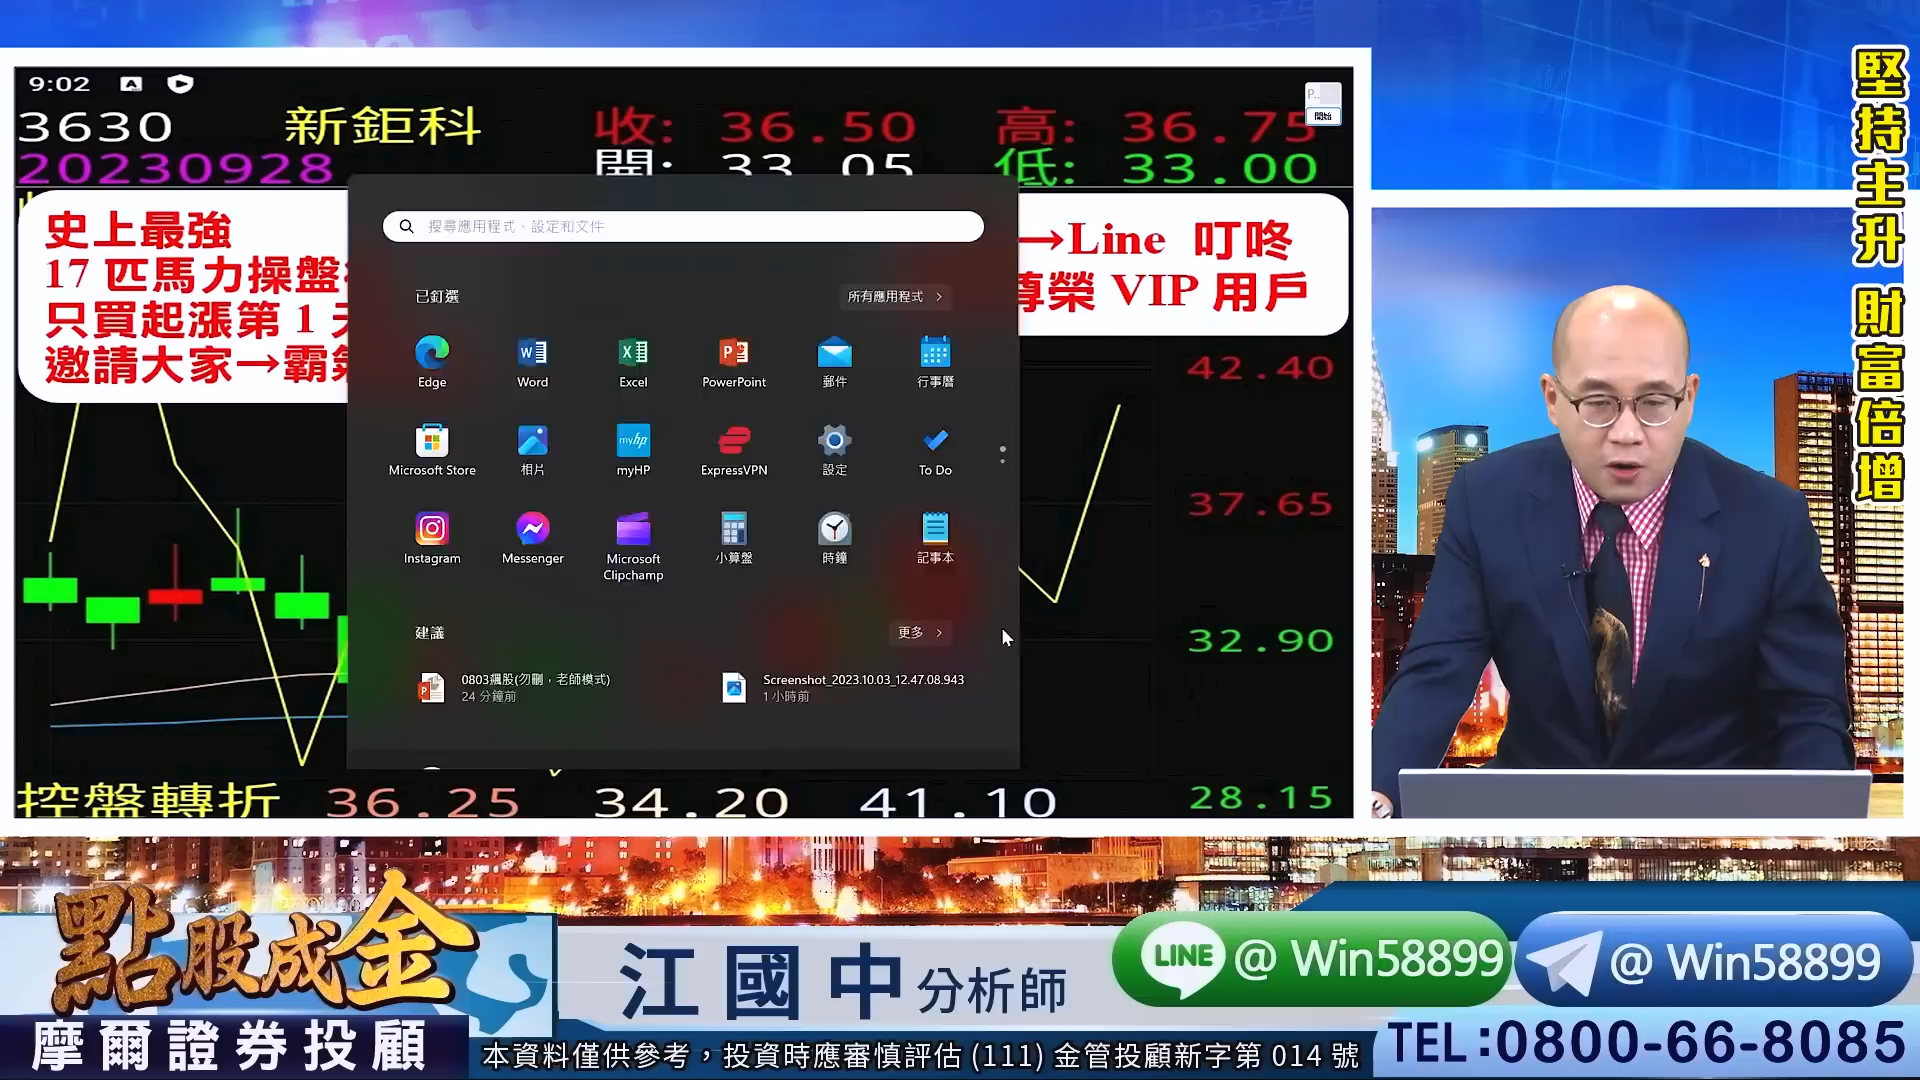 堅持主升 財富倍增
9:02
3630 新鉅科 收: 36.50 高: 36.75
20230928 開: 33.05 低: 33.00
P..
開始
史上最強
17 匹馬力操盤
只買起漲第 1
邀請大家→霸
→Line 叮咚
尊榮 VIP 用戶
搜尋應用程式、設定和文件
已釘選
所有應用程式 >
Edge
Word
Excel
PowerPoint
郵件
行事曆
Microsoft Store
相片
myhp
myHP
ExpressVPN
設定
To Do
Instagram
Messenger
Microsoft Clipchamp
小算盤
時鐘
記事本
建議
更多 >
0803飆股(勿刪，老師模式)
24 分鐘前
Screenshot_2023.10.03_12.47.08.943
1 小時前
42.40
37.65
32.90
28.15
控盤轉折 36.25 34.20 41.10
點股成金
摩爾證券投顧
江國中 分析師
LINE @ Win58899
@ Win58899
TEL:0800-66-8085
本資料僅供參考，投資時應審慎評估 (111) 金管投顧新字第 014 號